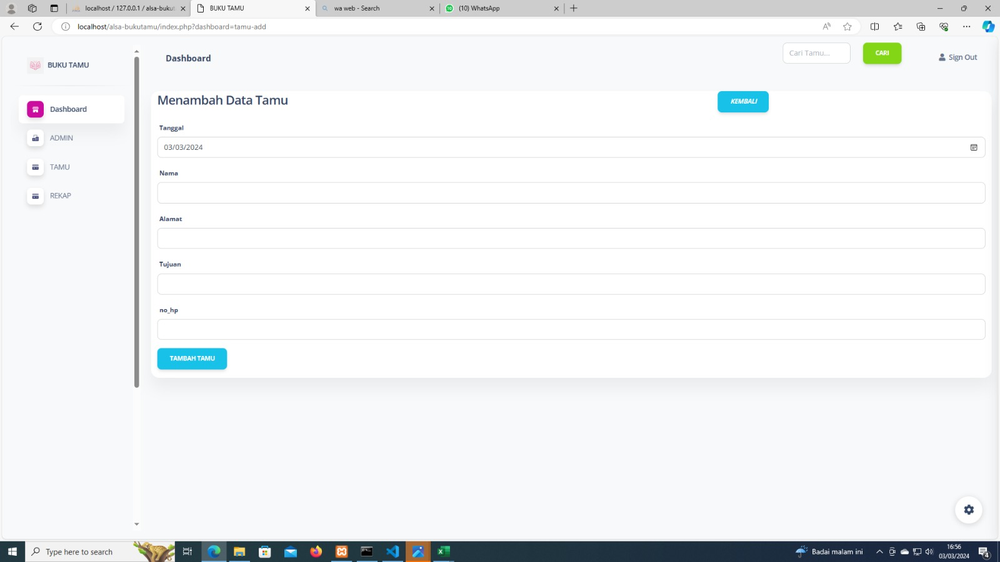 localhost / 127.0.0.1 / alsa-bukut
BUKU TAMU
wa web - Search
10
(10) WhatsApp
localhost/alsa-bukutamu/index.php?dashboard=tamu-add
BUKU TAMU
Dashboard
Cari Tamu...
CARI
Sign Out
Menambah Data Tamu
KEMBALI
Dashboard
ADMIN
TAMU
REKAP
Tanggal
03/03/2024
Nama
Alamat
Tujuan
no_hp
TAMBAH TAMU
Type here to search
Badai malam ini
16:56
03/03/2024
4